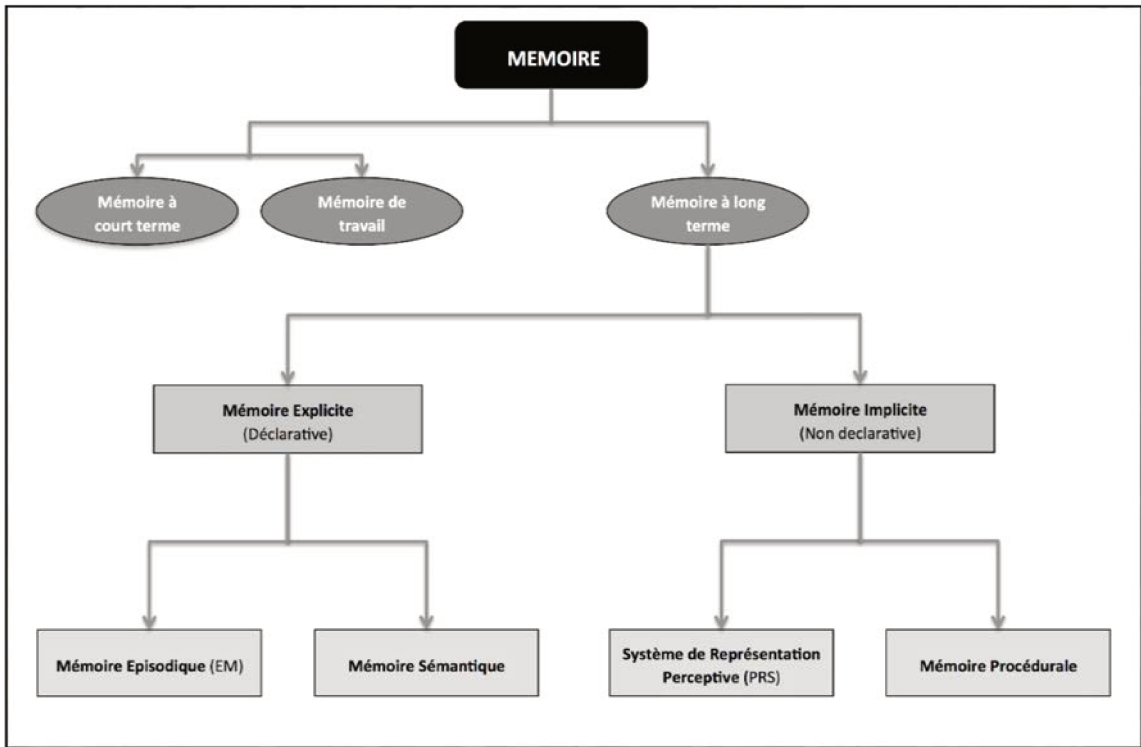 MEMOIRE
Mémoire à
court terme
Mémoire de
travail
Mémoire à long
terme
Mémoire Explicite
(Déclarative)
Mémoire Implicite
(Non declarative)
Mémoire Episodique (EM)
Mémoire Sémantique
Système de Représentation
Perceptive (PRS)
Mémoire Procédurale